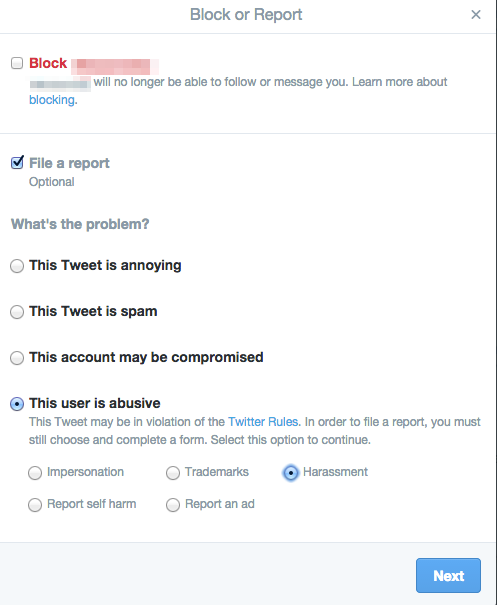 Block or Report
Block
will no longer be able to follow or message you. Learn more about
blocking.
File a report
Optional
What's the problem?
This Tweet is annoying
This Tweet is spam
This account may be compromised
This user is abusive
This Tweet may be in violation of the Twitter Rules. In order to file a report, you must
still choose and complete a form. Select this option to continue.
Impersonation Trademarks Harassment
Report self harm Report an ad
Next